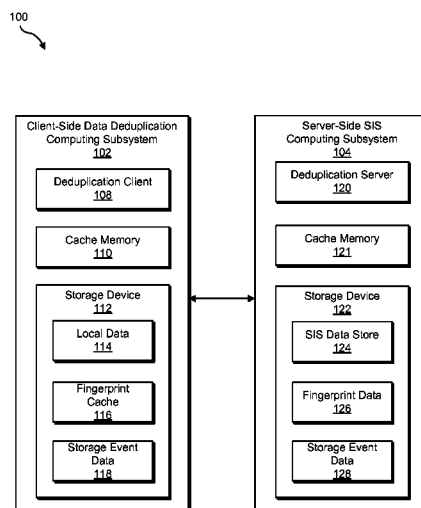 100
Client-Side Data Deduplication
Computing Subsystem
102
Deduplication Client
108
Cache Memory
110
Storage Device
112
Local Data
114
Fingerprint
Cache
116
Storage Event
Data
118
Server-Side SIS
Computing Subsystem
104
Deduplication Server
120
Cache Memory
121
Storage Device
122
SIS Data Store
124
Fingerprint Data
126
Storage Event
Data
128